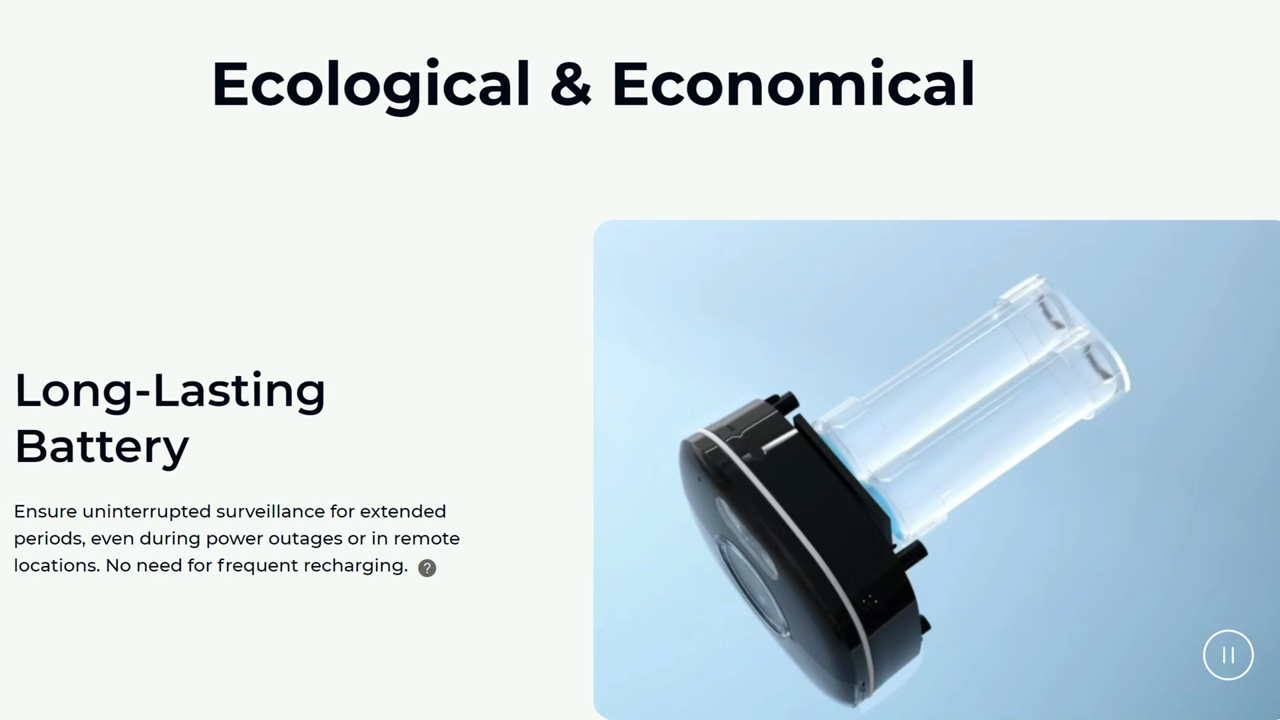 Ecological & Economical
Long-Lasting
Battery
Ensure uninterrupted surveillance for extended
periods, even during power outages or in remote
locations. No need for frequent recharging. ?